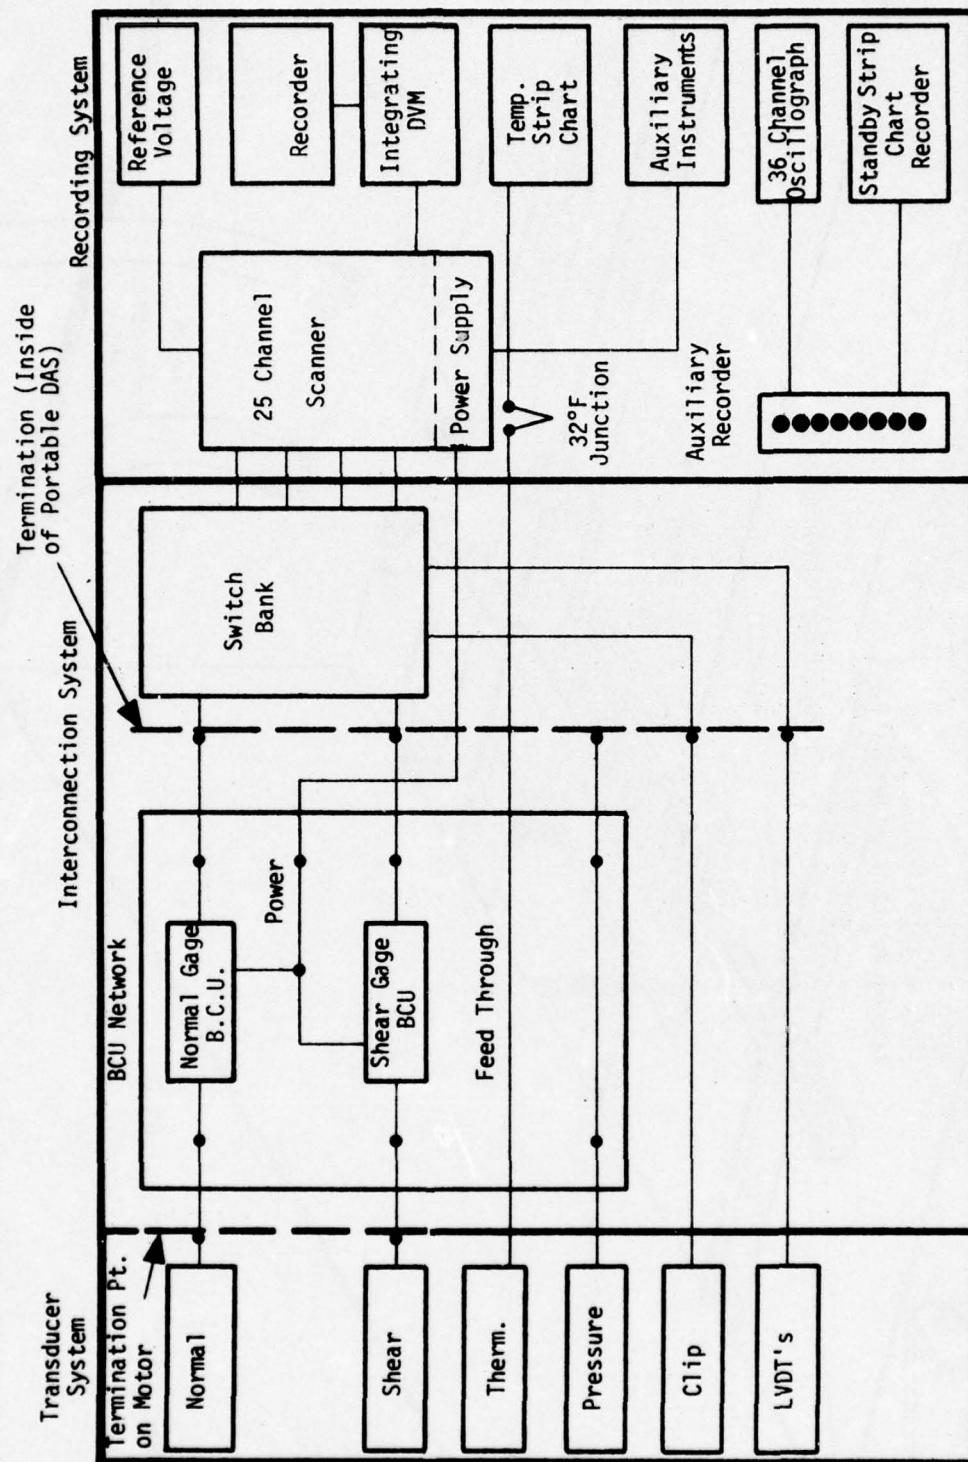 Transducer
System
Interconnection System
Termination (Inside
of Portable DAS)
Recording System
Termination Pt.
on Motor
BCU Network
Normal
Normal Gage
B.C.U.
Power
Switch
Bank
25 Channel
Scanner
Power Supply
Reference
Voltage
Recorder
Integrating
DVM
Shear
Shear Gage
BCU
Therm.
Feed Through
32°F
Junction
Temp.
Strip
Chart
Pressure
Auxiliary
Instruments
Clip
Auxiliary
Recorder
LVDT's
36 Channel
Oscillograph
Standby Strip
Chart
Recorder